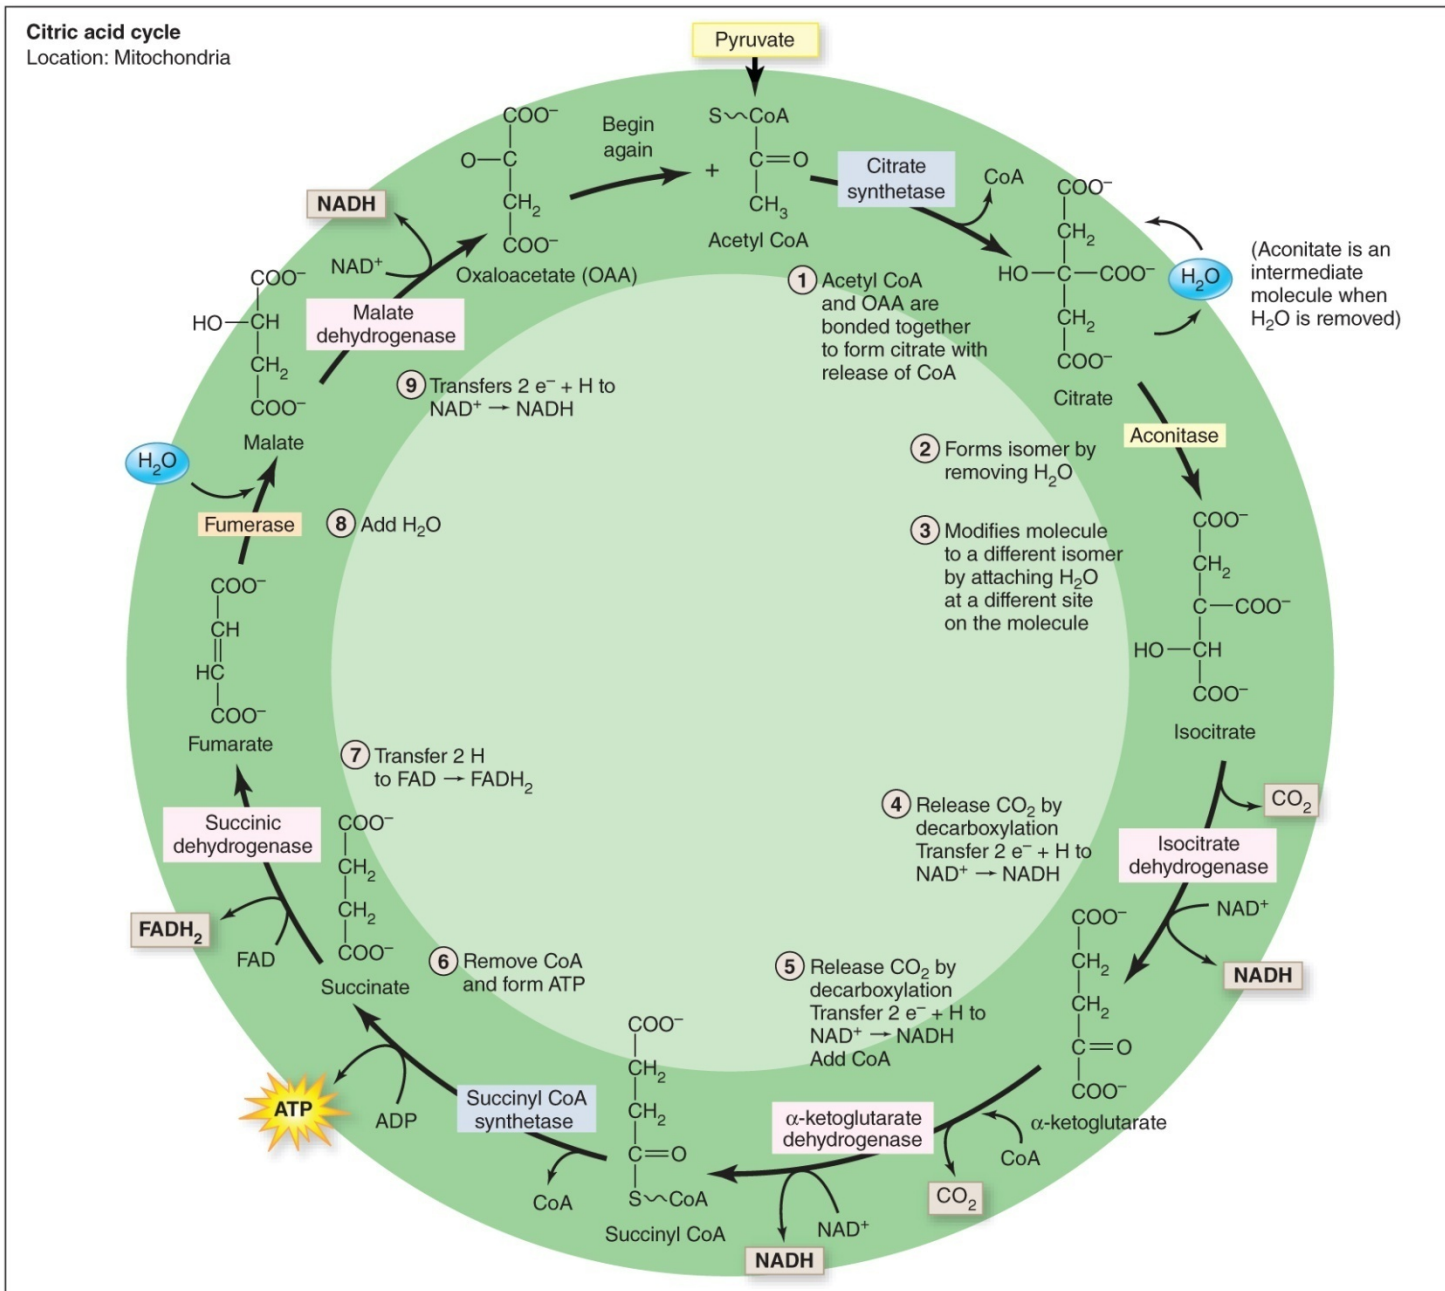 Citric acid cycle
Location: Mitochondria
Pyruvate
S CoA
C=O
CH₃
Acetyl CoA
+
Begin
again
COO⁻
O—C
CH₂
COO⁻
Oxaloacetate (OAA)
Citrate
synthetase
CoA
COO⁻
CH₂
HO—C—COO⁻
CH₂
COO⁻
Citrate
H₂O
(Aconitate is an
intermediate
molecule when
H₂O is removed)
1 Acetyl CoA
and OAA are
bonded together
to form citrate with
release of CoA
Aconitase
2 Forms isomer by
removing H₂O
3 Modifies molecule
to a different isomer
by attaching H₂O
at a different site
on the molecule
COO⁻
CH₂
C—COO⁻
HO—CH
COO⁻
Isocitrate
CO₂
Isocitrate
dehydrogenase
NAD⁺
NADH
4 Release CO₂ by
decarboxylation
Transfer 2 e⁻ + H to
NAD⁺ → NADH
COO⁻
CH₂
CH₂
C=O
COO⁻
α-ketoglutarate
5 Release CO₂ by
decarboxylation
Transfer 2 e⁻ + H to
NAD⁺ → NADH
Add CoA
α-ketoglutarate
dehydrogenase
CoA
CO₂
NAD⁺
NADH
COO⁻
CH₂
CH₂
C=O
S CoA
Succinyl CoA
6 Remove CoA
and form ATP
Succinyl CoA
synthetase
CoA
ADP
ATP
COO⁻
CH₂
CH₂
COO⁻
Succinate
7 Transfer 2 H
to FAD → FADH₂
Succinic
dehydrogenase
FAD
FADH₂
COO⁻
CH
HC
COO⁻
Fumarate
8 Add H₂O
Fumerase
H₂O
COO⁻
HO—CH
CH₂
COO⁻
Malate
9 Transfers 2 e⁻ + H to
NAD⁺ → NADH
Malate
dehydrogenase
NAD⁺
NADH